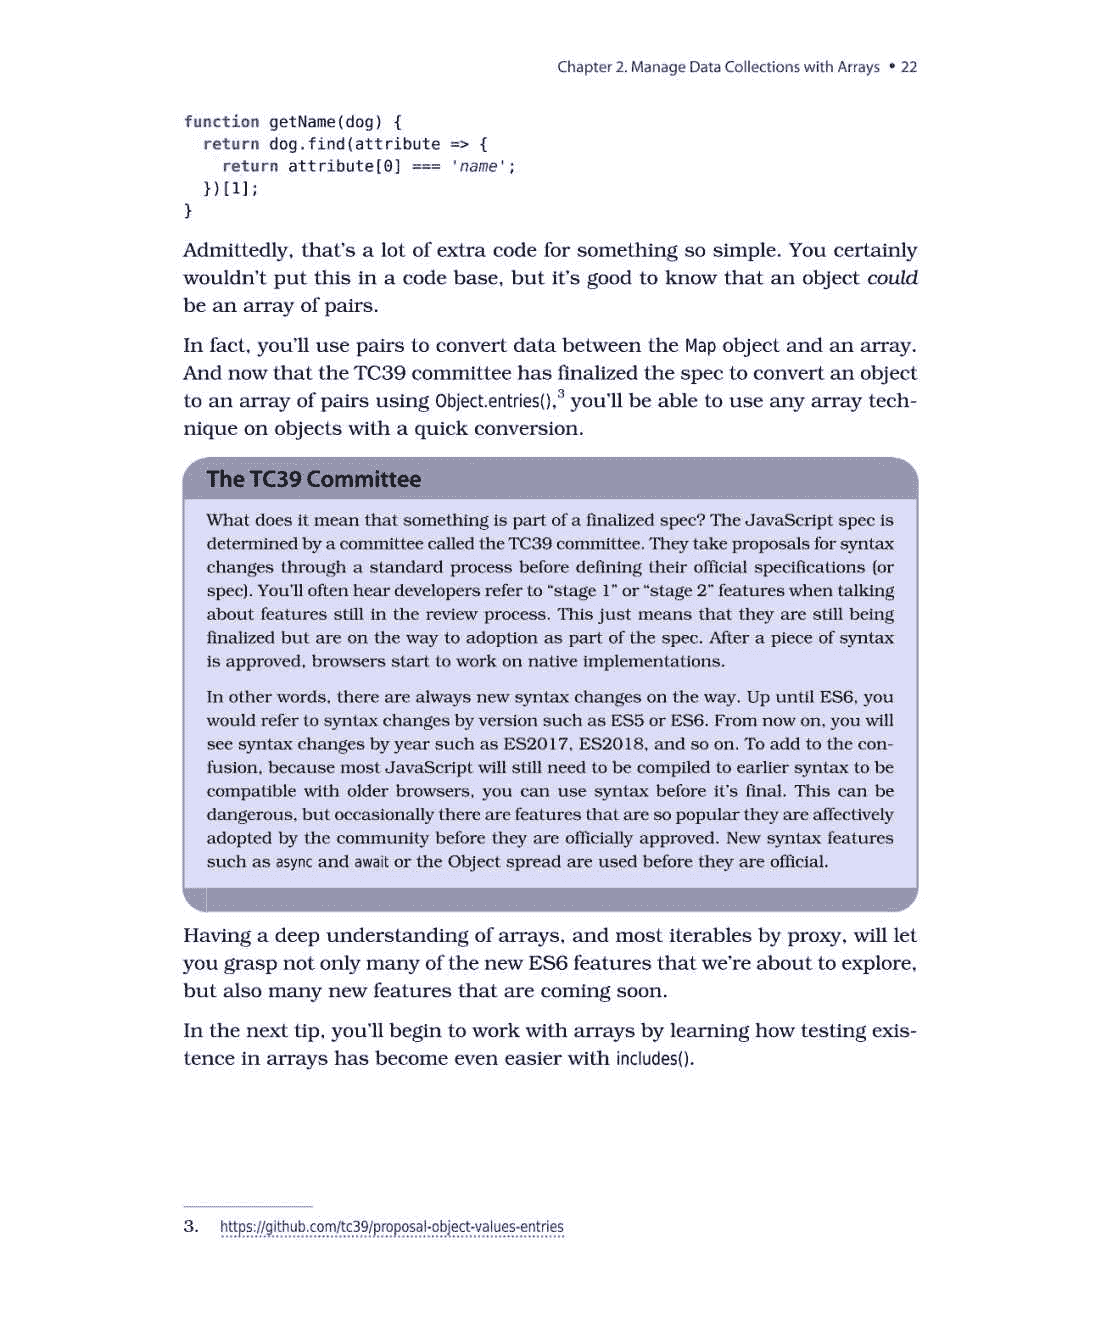 Chapter 2. Manage Data Collections with Arrays • 22
function getName(dog) {
  return dog.find(attribute => {
    return attribute[0] === 'name';
  })[1];
}
Admittedly, that's a lot of extra code for something so simple. You certainly
wouldn't put this in a code base, but it's good to know that an object could
be an array of pairs.
In fact, you'll use pairs to convert data between the Map object and an array.
And now that the TC39 committee has finalized the spec to convert an object
to an array of pairs using Object.entries(),3 you'll be able to use any array tech-
nique on objects with a quick conversion.
The TC39 Committee
What does it mean that something is part of a finalized spec? The JavaScript spec is
determined by a committee called the TC39 committee. They take proposals for syntax
changes through a standard process before defining their official specifications (or
spec). You'll often hear developers refer to “stage 1” or “stage 2” features when talking
about features still in the review process. This just means that they are still being
finalized but are on the way to adoption as part of the spec. After a piece of syntax
is approved, browsers start to work on native implementations.
In other words, there are always new syntax changes on the way. Up until ES6, you
would refer to syntax changes by version such as ES5 or ES6. From now on, you will
see syntax changes by year such as ES2017, ES2018, and so on. To add to the con-
fusion, because most JavaScript will still need to be compiled to earlier syntax to be
compatible with older browsers, you can use syntax before it's final. This can be
dangerous, but occasionally there are features that are so popular they are affectively
adopted by the community before they are officially approved. New syntax features
such as async and await or the Object spread are used before they are official.
Having a deep understanding of arrays, and most iterables by proxy, will let
you grasp not only many of the new ES6 features that we're about to explore,
but also many new features that are coming soon.
In the next tip, you'll begin to work with arrays by learning how testing exis-
tence in arrays has become even easier with includes().
3. https://github.com/tc39/proposal-object-values-entries